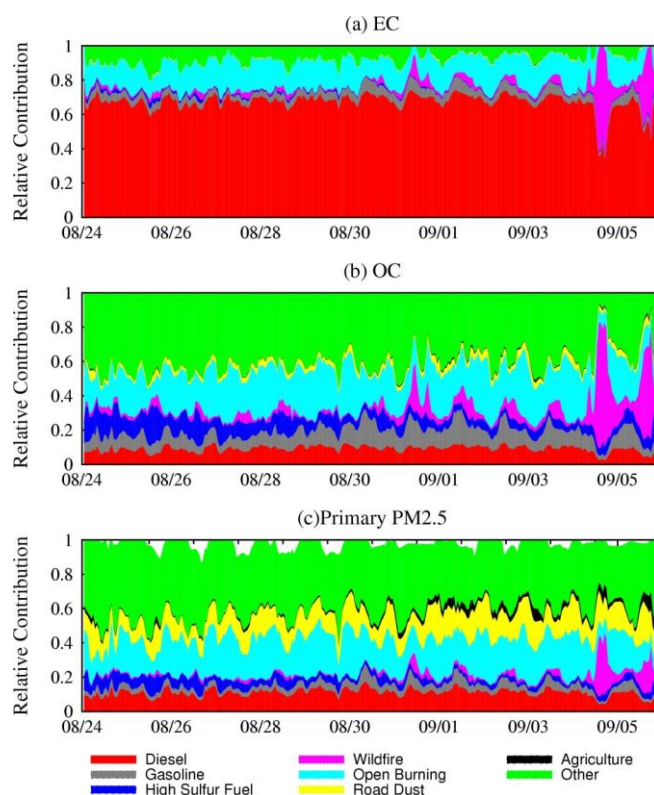 (a) EC
Relative Contribution
1
0.8
0.6
0.4
0.2
0
08/24 08/26 08/28 08/30 09/01 09/03 09/05
(b) OC
Relative Contribution
1
0.8
0.6
0.4
0.2
0
08/24 08/26 08/28 08/30 09/01 09/03 09/05
(c)Primary PM2.5
Relative Contribution
1
0.8
0.6
0.4
0.2
0
08/24 08/26 08/28 08/30 09/01 09/03 09/05
Diesel Wildfire Agriculture
Gasoline Open Burning Other
High Sulfur Fuel Road Dust